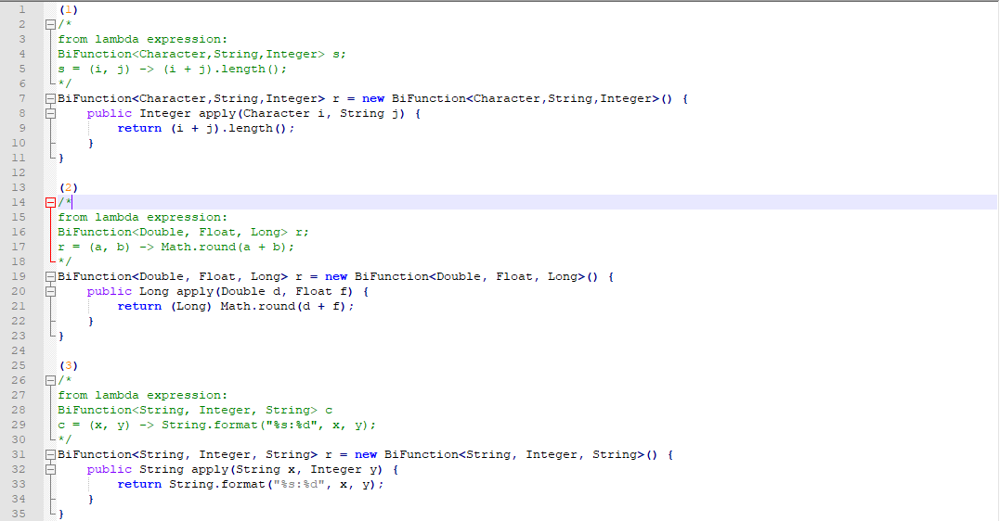 1 (1)
2 /*
3 from lambda expression:
4 BiFunction<Character,String,Integer> s;
5 s = (i, j) -> (i + j).length();
6 */
7 BiFunction<Character,String,Integer> r = new BiFunction<Character,String,Integer>() {
8     public Integer apply(Character i, String j) {
9         return (i + j).length();
10     }
11 }
12
13 (2)
14 /*
15 from lambda expression:
16 BiFunction<Double, Float, Long> r;
17 r = (a, b) -> Math.round(a + b);
18 */
19 BiFunction<Double, Float, Long> r = new BiFunction<Double, Float, Long>() {
20     public Long apply(Double d, Float f) {
21         return (Long) Math.round(d + f);
22     }
23 }
24
25 (3)
26 /*
27 from lambda expression:
28 BiFunction<String, Integer, String> c
29 c = (x, y) -> String.format("%s:%d", x, y);
30 */
31 BiFunction<String, Integer, String> r = new BiFunction<String, Integer, String>() {
32     public String apply(String x, Integer y) {
33         return String.format("%s:%d", x, y);
34     }
35 }